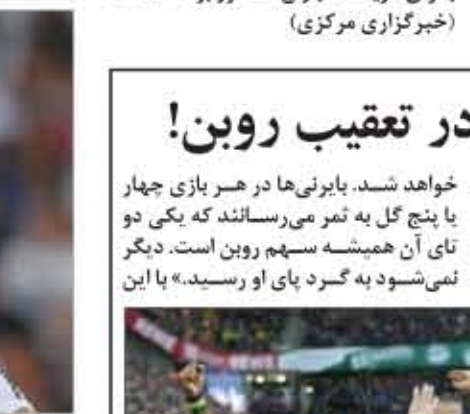 (خبرگزاری مرکزی)
در تعقیب روبن!
خواهد شد. بایرنی‌ها در هر بازی چهار
یا پنج گل به ثمر می‌رسانند که یکی دو
تای آن همیشه سهم روبن است. دیگر
نمی‌شود به گرد پای او رسید.» با این